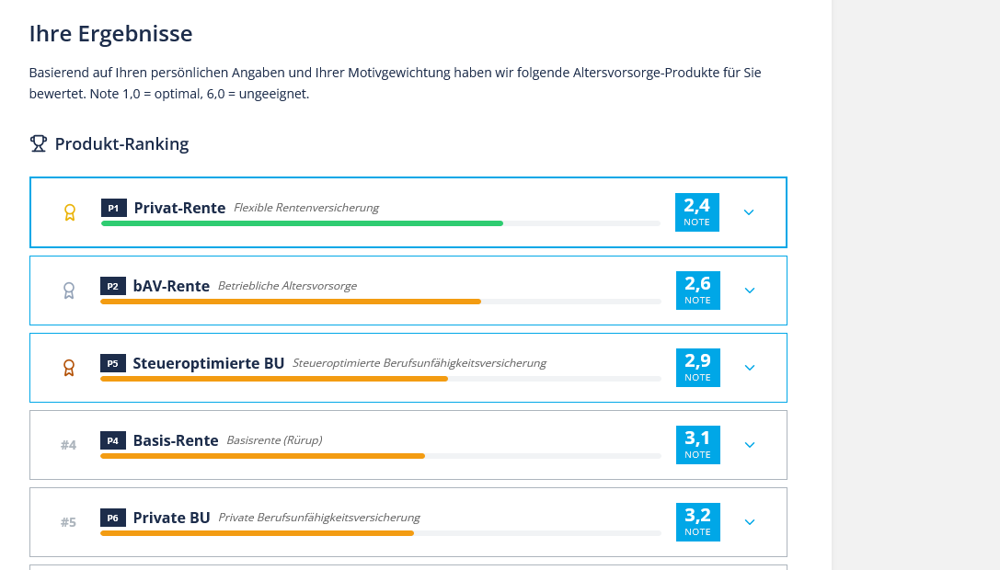 Ihre Ergebnisse
Basierend auf Ihren persönlichen Angaben und Ihrer Motivgewichtung haben wir folgende Altersvorsorge-Produkte für Sie
bewertet. Note 1,0 = optimal, 6,0 = ungeeignet.
Produkt-Ranking
P1 Privat-Rente Flexible Rentenversicherung 2,4
NOTE
P2 bAV-Rente Betriebliche Altersvorsorge 2,6
NOTE
P5 Steueroptimierte BU Steueroptimierte Berufsunfähigkeitsversicherung 2,9
NOTE
#4 P4 Basis-Rente Basisrente (Rürup) 3,1
NOTE
#5 P6 Private BU Private Berufsunfähigkeitsversicherung 3,2
NOTE